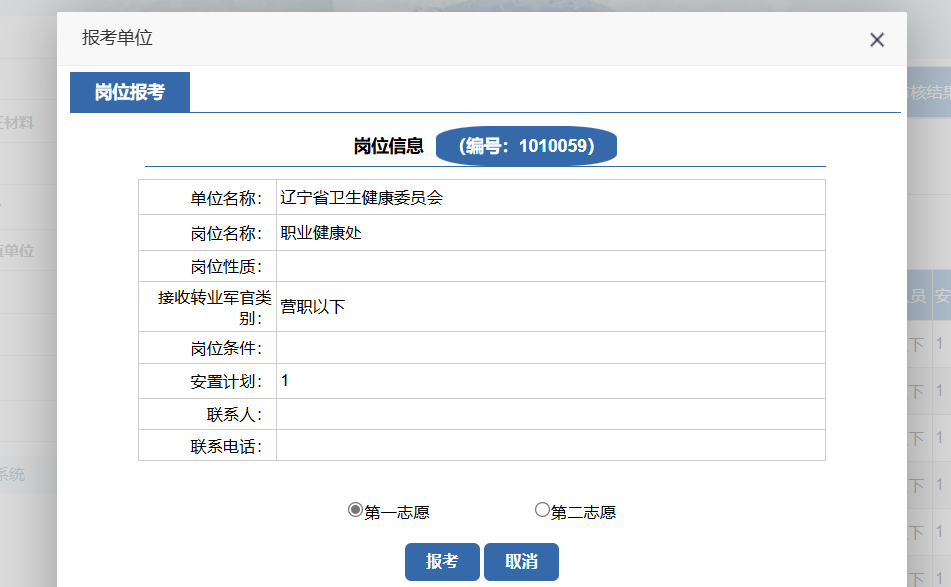 报考单位
岗位报考
岗位信息 （编号：1010059）
单位名称： 辽宁省卫生健康委员会
岗位名称： 职业健康处
岗位性质：
接收转业军官类
别： 营职以下
岗位条件：
安置计划： 1
联系人：
联系电话：
第一志愿 第二志愿
报考 取消
材料
单位
系统
核结果
员 安
下 1
下 1
下 1
下 1
下 1
下 1